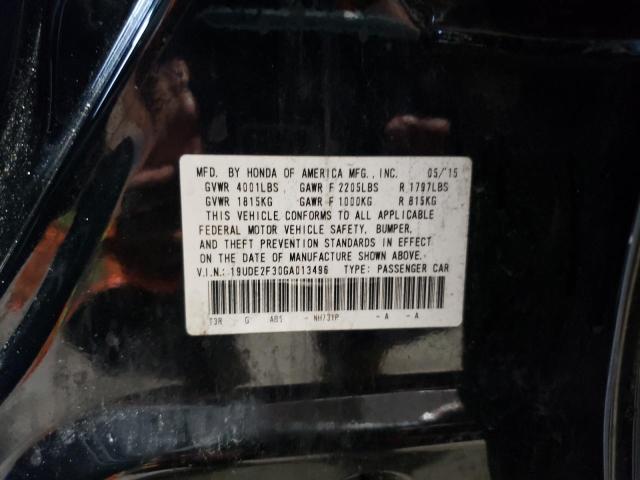 MFD. BY HONDA OF AMERICA MFG., INC. 05/'15
GVWR 4001LBS GAWR F 2205LBS R 1797LBS
GVWR 1815KG GAWR F 1000KG R 815KG
THIS VEHICLE CONFORMS TO ALL APPLICABLE
FEDERAL MOTOR VEHICLE SAFETY, BUMPER,
AND THEFT PREVENTION STANDARDS IN EFFECT
ON THE DATE OF MANUFACTURE SHOWN ABOVE.
V.I.N.: 19UDE2F30GA013496 TYPE: PASSENGER CAR
T3R G AB1 - NH731P - A - A